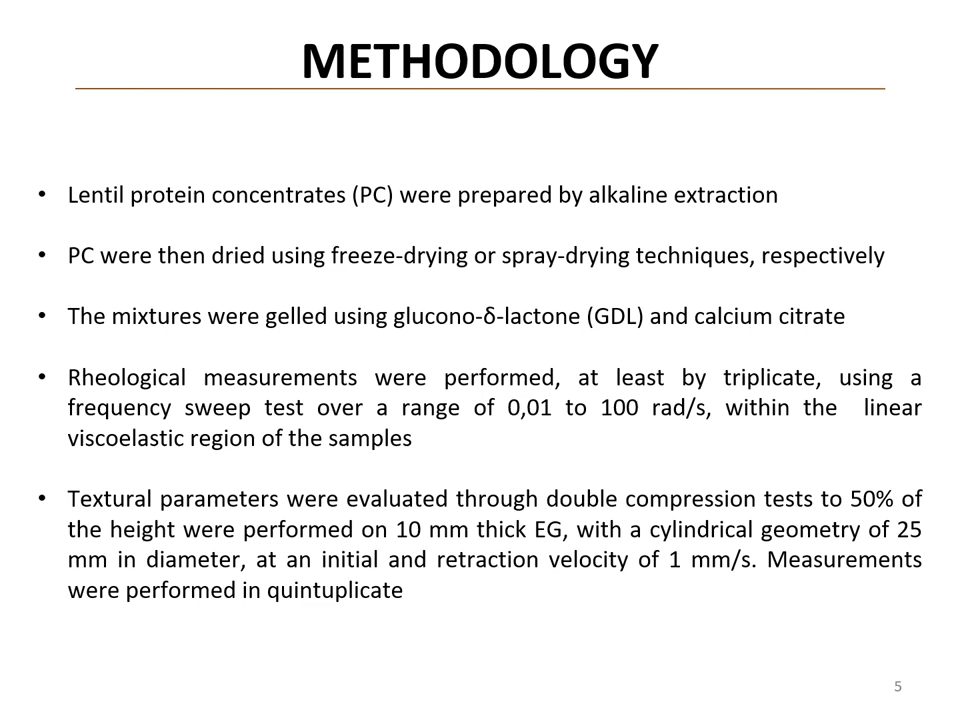 METHODOLOGY
• Lentil protein concentrates (PC) were prepared by alkaline extraction
• PC were then dried using freeze-drying or spray-drying techniques, respectively
• The mixtures were gelled using glucono-δ-lactone (GDL) and calcium citrate
• Rheological measurements were performed, at least by triplicate, using a
frequency sweep test over a range of 0,01 to 100 rad/s, within the linear
viscoelastic region of the samples
• Textural parameters were evaluated through double compression tests to 50% of
the height were performed on 10 mm thick EG, with a cylindrical geometry of 25
mm in diameter, at an initial and retraction velocity of 1 mm/s. Measurements
were performed in quintuplicate
5